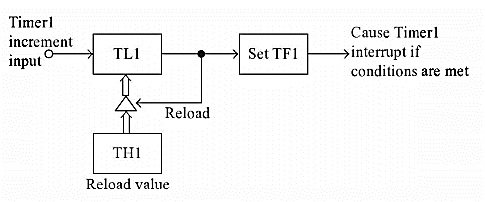 Timer1
increment
input
TL1
Set TF1
Cause Timer1
interrupt if
conditions are met
Reload
TH1
Reload value